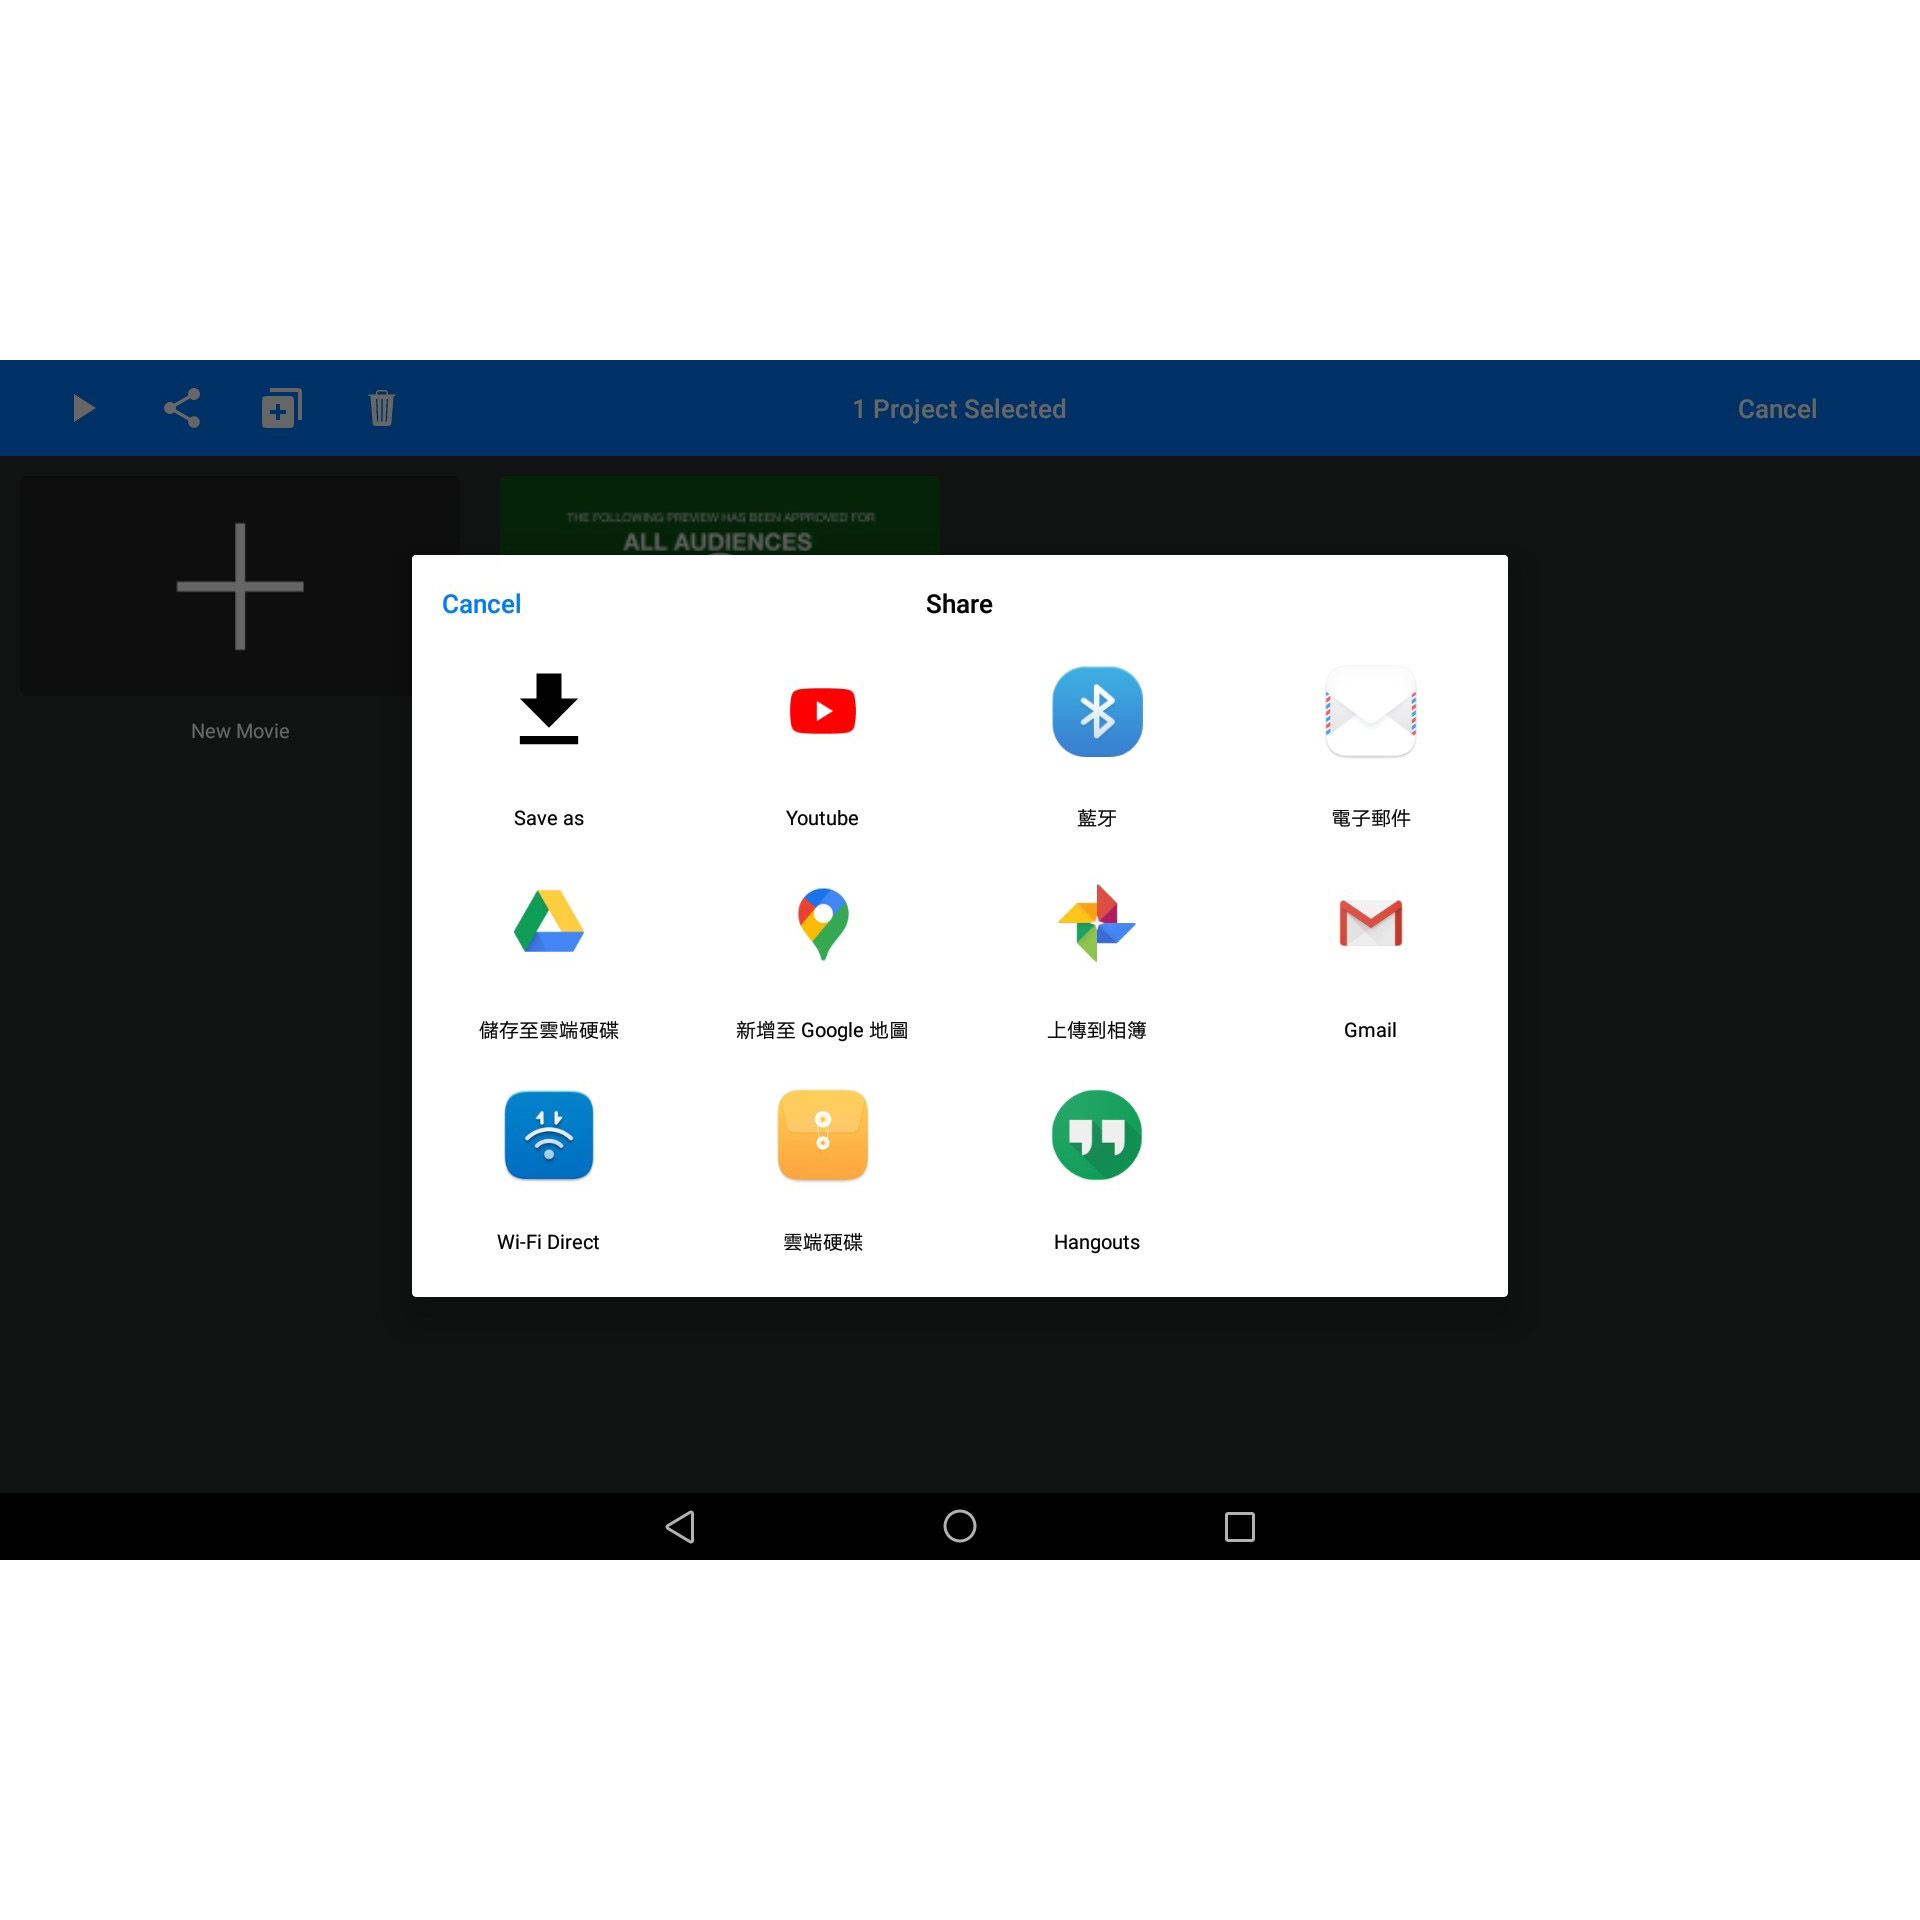 1 Project Selected
Cancel
THE FOLLOWING PREVIEW HAS BEEN APPROVED FOR
ALL AUDIENCES
New Movie
Cancel
Share
Save as
Youtube
藍牙
電子郵件
儲存至雲端硬碟
新增至 Google 地圖
上傳到相簿
Gmail
Wi-Fi Direct
雲端硬碟
Hangouts